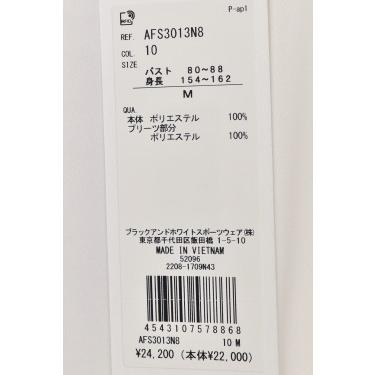 P-apl
RFID
REF. AFS3013N8
COL. 10
SIZE
バスト 80~88
身長 154~162
M
QUA.
本体 ポリエステル 100%
プリーツ部分
ポリエステル 100%
ブラックアンドホワイトスポーツウェア(株)
東京都千代田区飯田橋 1-5-10
MADE IN VIETNAM
52096
2208-1709N43
4543107578868
AFS3013N8 10 M
¥24,200 (本体¥22,000)